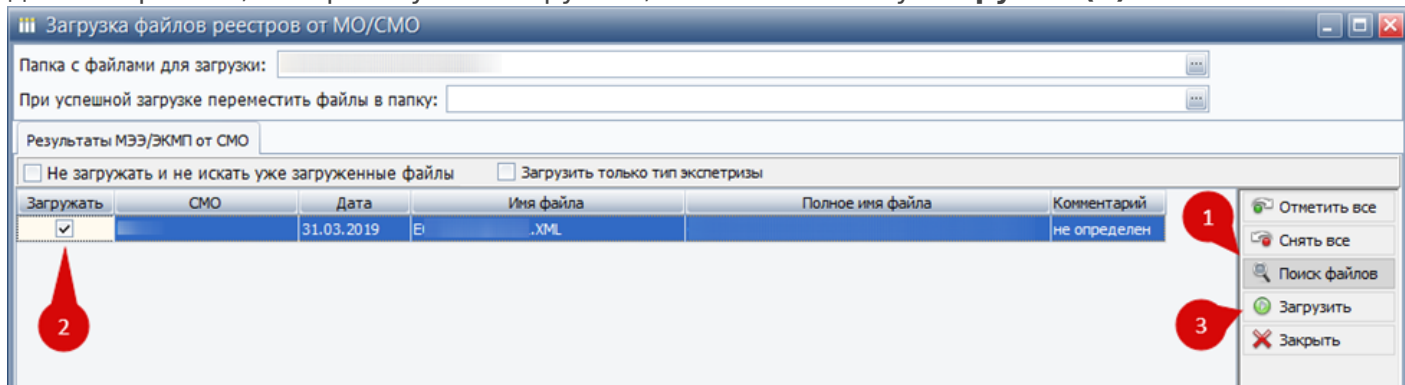 Загрузка файлов реестров от МО/СМО
Папка с файлами для загрузки:
При успешной загрузке переместить файлы в папку:
Результаты МЭЭ/ЭКМП от СМО
Не загружать и не искать уже загруженные файлы Загрузить только тип экспетризы
Загружать СМО Дата Имя файла Полное имя файла Комментарий
31.03.2019 .XML не определен
1
2
3
Отметить все
Снять все
Поиск файлов
Загрузить
Закрыть